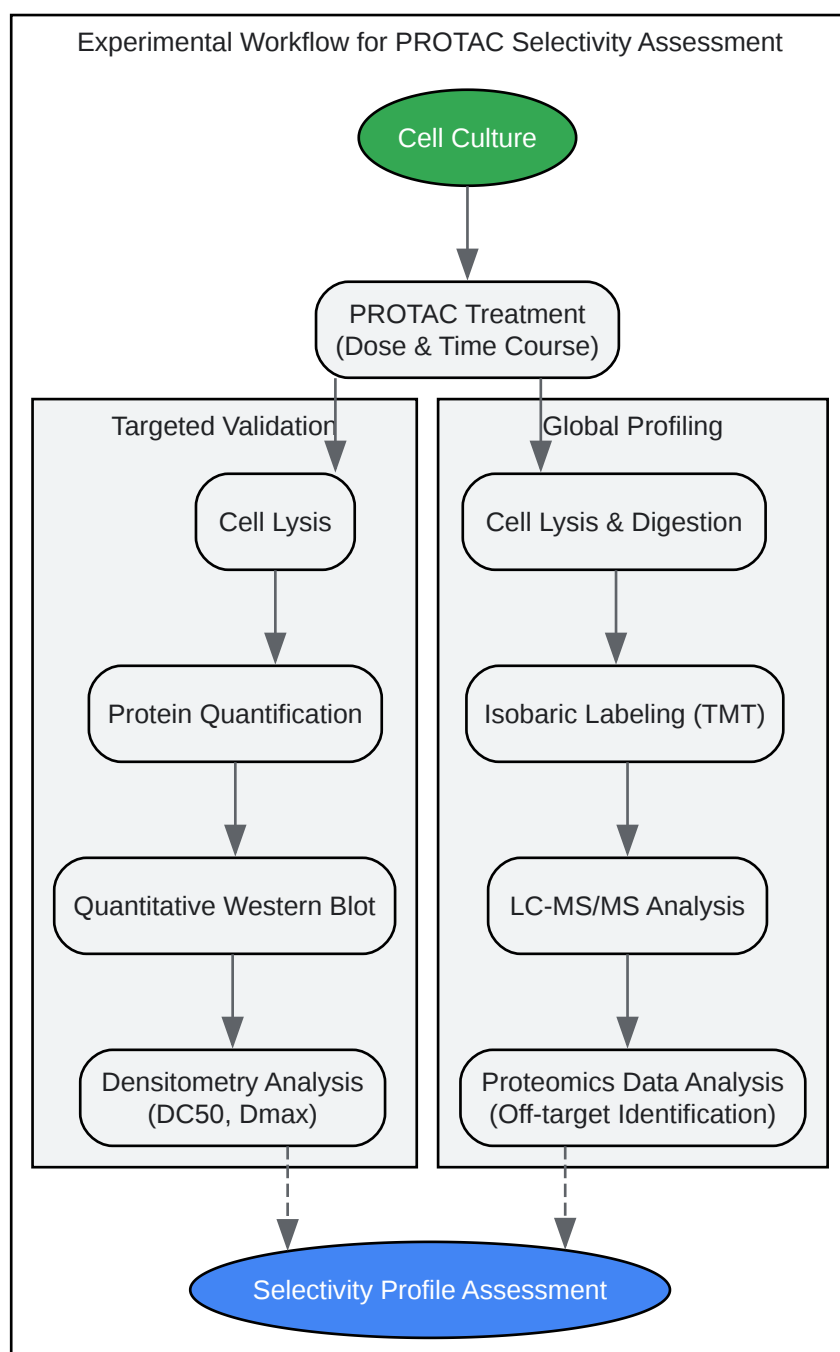 Experimental Workflow for PROTAC Selectivity Assessment
Cell Culture
PROTAC Treatment
(Dose & Time Course)
Targeted Validation
Cell Lysis
Protein Quantification
Quantitative Western Blot
Densitometry Analysis
(DC50, Dmax)
Global Profiling
Cell Lysis & Digestion
Isobaric Labeling (TMT)
LC-MS/MS Analysis
Proteomics Data Analysis
(Off-target Identification)
Selectivity Profile Assessment